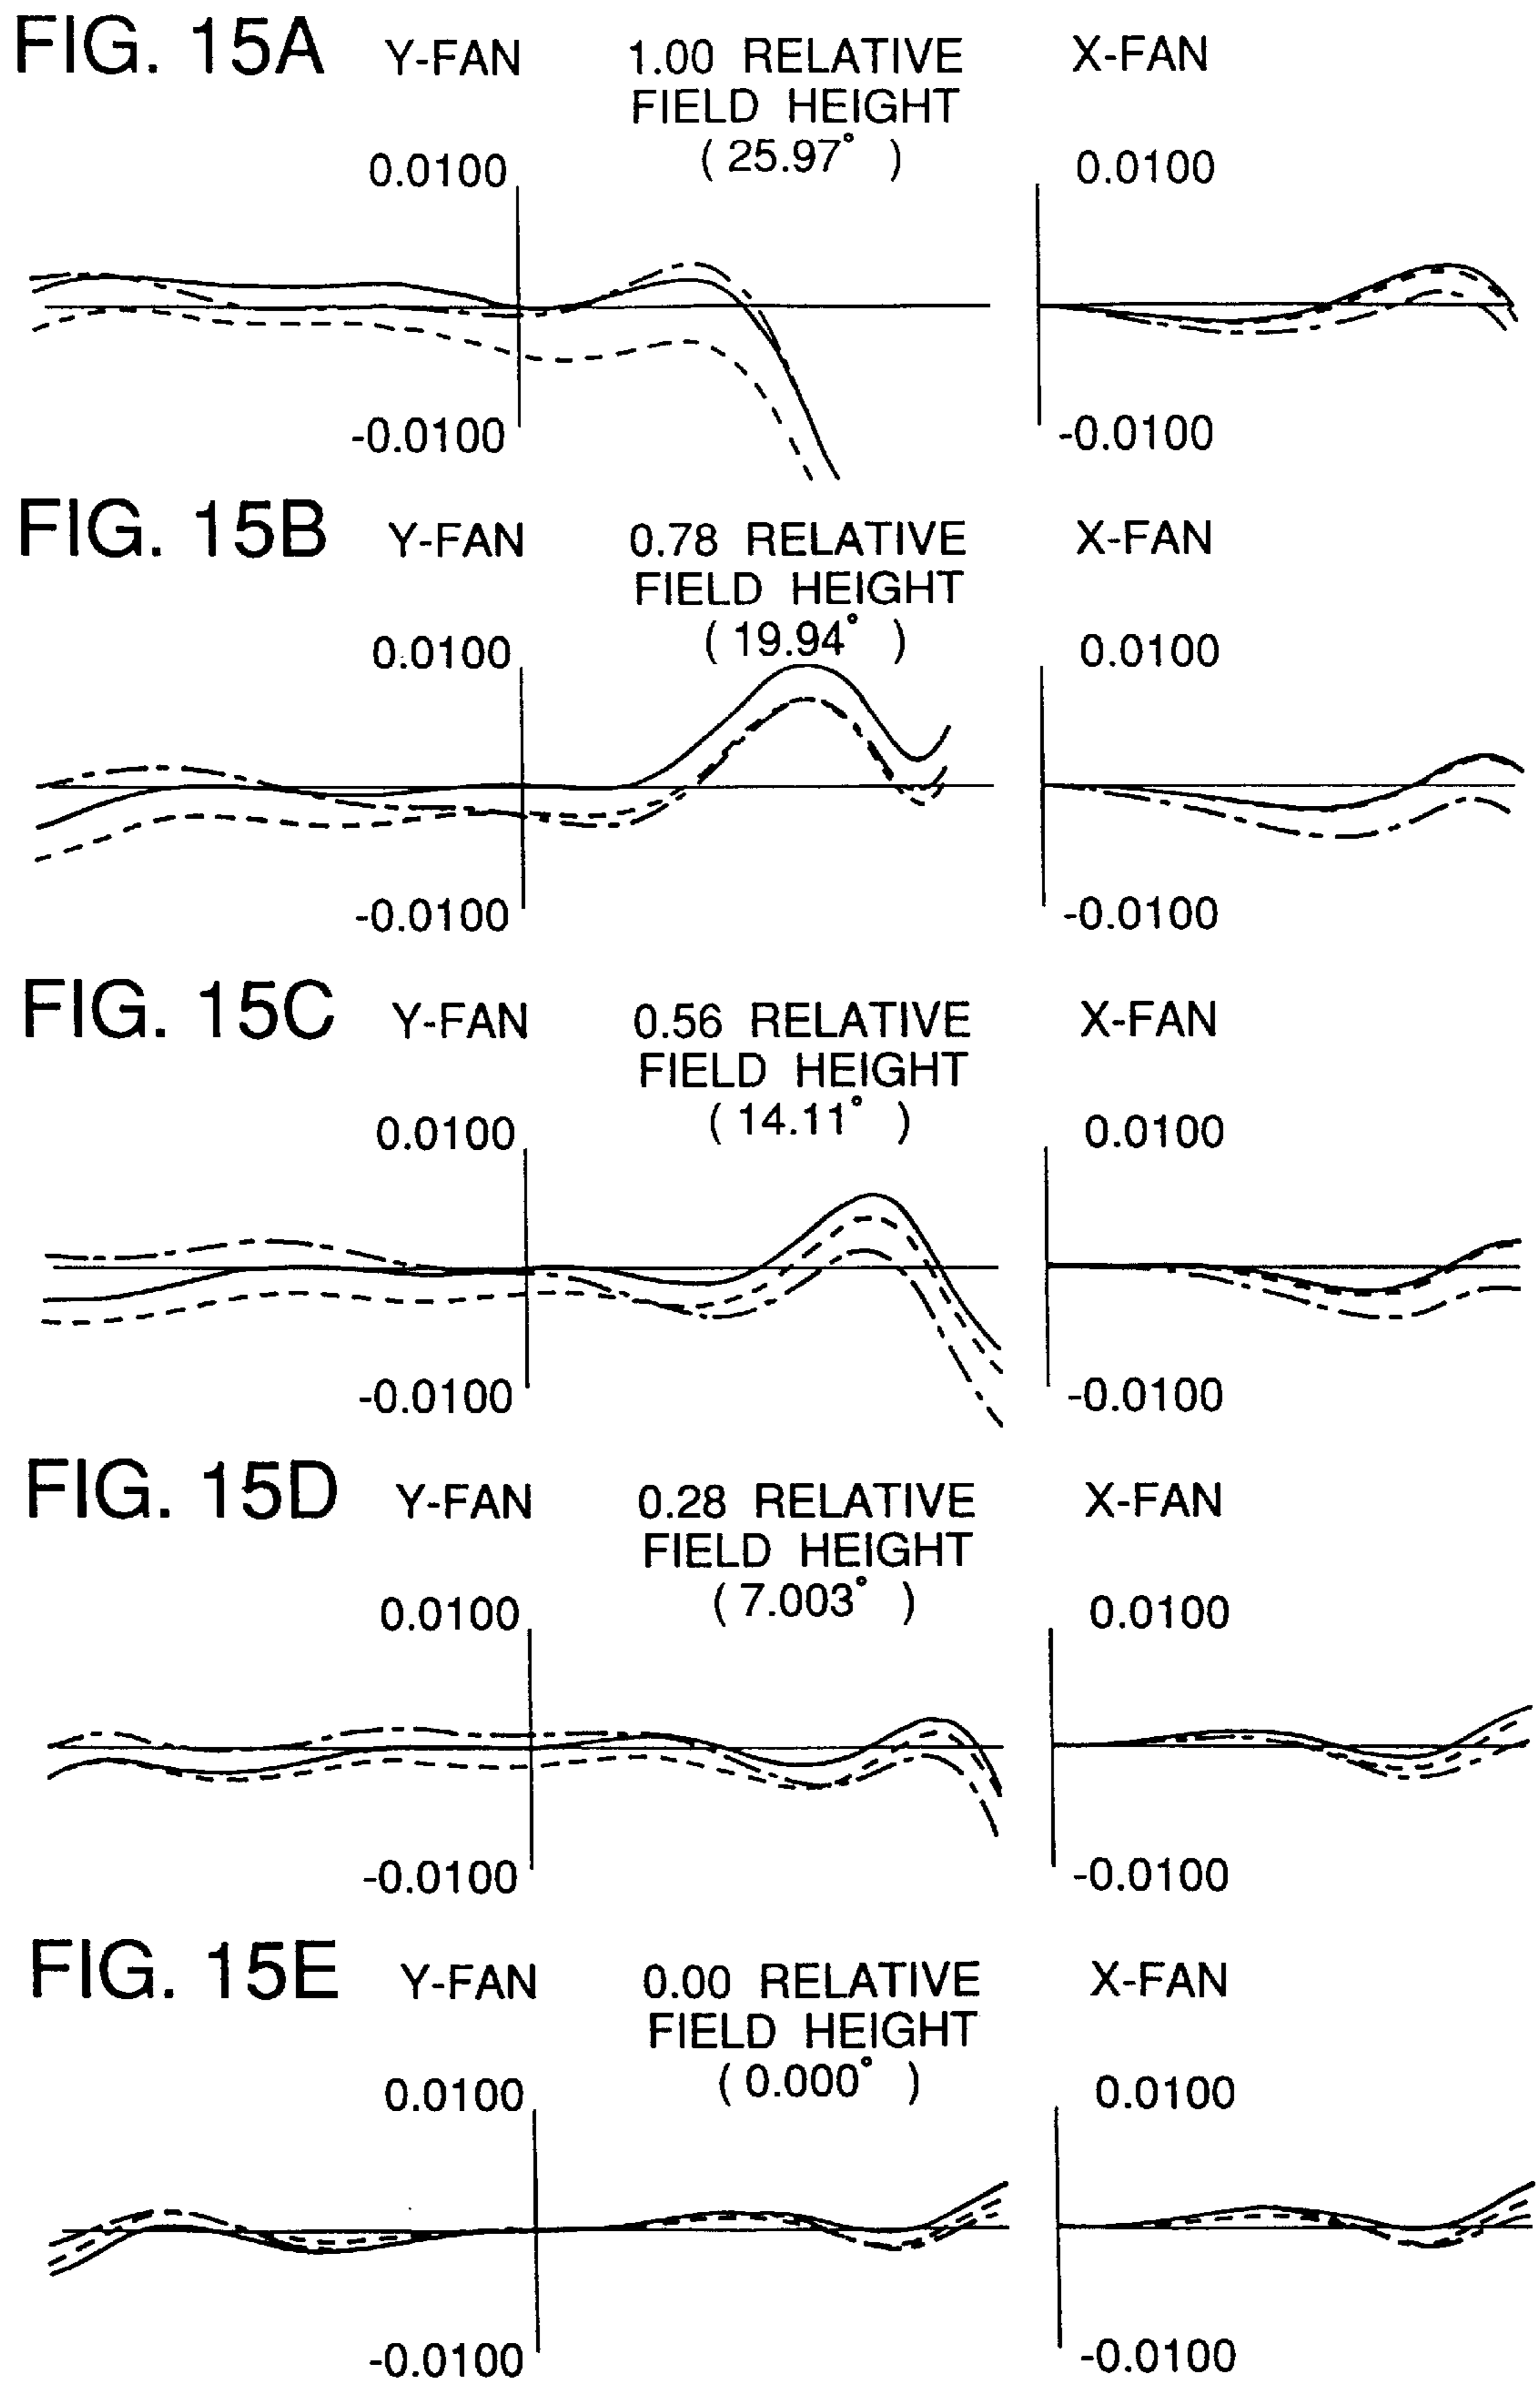 FIG. 15A Y-FAN 1.00 RELATIVE X-FAN
FIELD HEIGHT
0.0100 ( 25.97° ) 0.0100
-0.0100 -0.0100
FIG. 15B Y-FAN 0.78 RELATIVE X-FAN
FIELD HEIGHT
0.0100 ( 19.94° ) 0.0100
-0.0100 -0.0100
FIG. 15C Y-FAN 0.56 RELATIVE X-FAN
FIELD HEIGHT
0.0100 ( 14.11° ) 0.0100
-0.0100 -0.0100
FIG. 15D Y-FAN 0.28 RELATIVE X-FAN
FIELD HEIGHT
0.0100 ( 7.003° ) 0.0100
-0.0100 -0.0100
FIG. 15E Y-FAN 0.00 RELATIVE X-FAN
FIELD HEIGHT
0.0100 ( 0.000° ) 0.0100
-0.0100 -0.0100